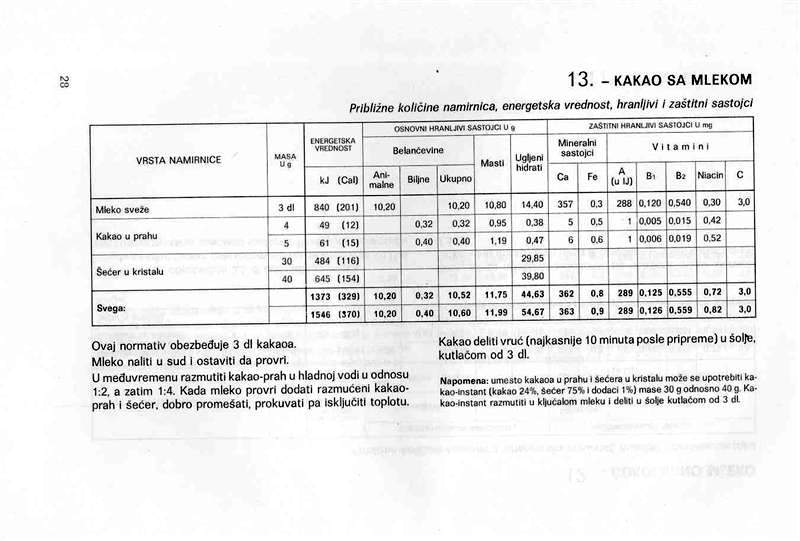 28
13. – KAKAO SA MLEKOM
Približne količine namirnica, energetska vrednost, hranljivi i zaštitni sastojci
VRSTA NAMIRNICE MASA U g ENERGETSKA VREDNOST OSNOVNI HRANLJIVI SASTOJCI U g ZAŠTITNI HRANLJIVI SASTOJCI U mg
Belančevine Masti Ugljeni hidrati Mineralni sastojci Vitamini
kJ (Cal) Animalne Biljne Ukupno Ca Fe A (u IJ) B1 B2 Niacin C
Mleko sveže 3 dl 840 (201) 10,20 10,20 10,80 14,40 357 0,3 288 0,120 0,540 0,30 3,0
Kakao u prahu 4 49 (12) 0,32 0,32 0,95 0,38 5 0,5 1 0,005 0,015 0,42
5 61 (15) 0,40 0,40 1,19 0,47 6 0,6 1 0,006 0,019 0,52
Šećer u kristalu 30 484 (116) 29,85
40 645 (154) 39,80
Svega: 1373 (329) 10,20 0,32 10,52 11,75 44,63 362 0,8 289 0,125 0,555 0,72 3,0
1546 (370) 10,20 0,40 10,60 11,99 54,67 363 0,9 289 0,126 0,559 0,82 3,0
Ovaj normativ obezbeđuje 3 dl kakaoa.
Mleko naliti u sud i ostaviti da provri.
U međuvremenu razmutiti kakao-prah u hladnoj vodi u odnosu
1:2, a zatim 1:4. Kada mleko provri dodati razmućeni kakao-
prah i šećer, dobro promešati, prokuvati pa isključiti toplotu.
Kakao deliti vruć (najkasnije 10 minuta posle pripreme) u šolje,
kutlačom od 3 dl.
Napomena: umesto kakaoa u prahu i šećera u kristalu može se upotrebiti ka-
kao-instant (kakao 24%, šećer 75% i dodaci 1%) mase 30 g odnosno 40 g. Ka-
kao-instant razmutiti u ključalom mleku i deliti u šolje kutlačom od 3 dl.